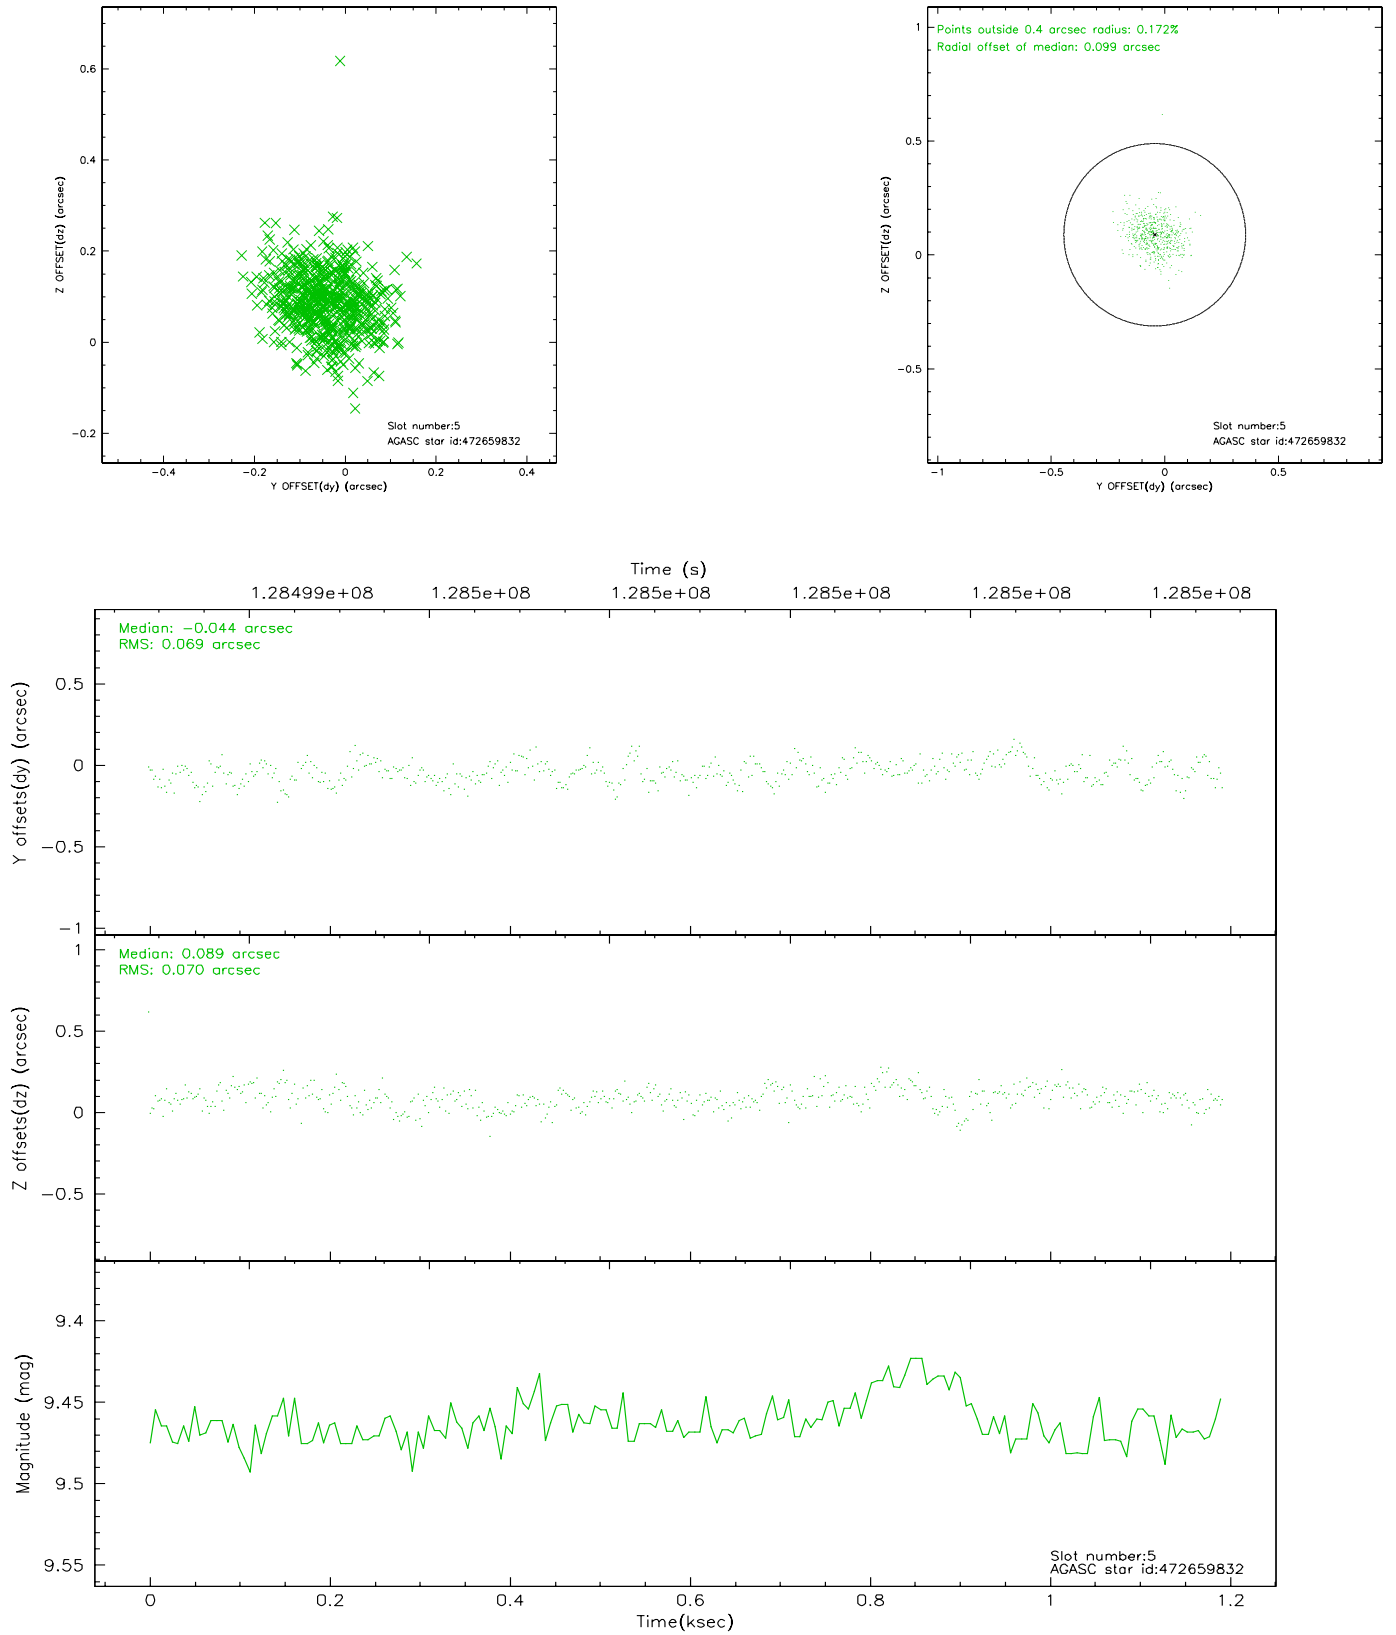 0.6
0.4
0.2
0
−0.2
Z OFFSET(dz) (arcsec)
Slot number:5
AGASC star id:472659832
−0.4
−0.2
0
0.2
0.4
Y OFFSET(dy) (arcsec)
Points outside 0.4 arcsec radius: 0.172%
Radial offset of median: 0.099 arcsec
1
0.5
0
−0.5
Z OFFSET(dz) (arcsec)
Slot number:5
AGASC star id:472659832
−1
−0.5
0
0.5
Y OFFSET(dy) (arcsec)
Time (s)
1.28499e+08
1.285e+08
1.285e+08
1.285e+08
1.285e+08
1.285e+08
Median: −0.044 arcsec
RMS: 0.069 arcsec
0.5
0
−0.5
−1
Y offsets(dy) (arcsec)
Median: 0.089 arcsec
RMS: 0.070 arcsec
1
0.5
0
−0.5
Z offsets(dz) (arcsec)
9.4
9.45
9.5
9.55
Magnitude (mag)
Slot number:5
AGASC star id:472659832
0
0.2
0.4
0.6
0.8
1
1.2
Time(ksec)